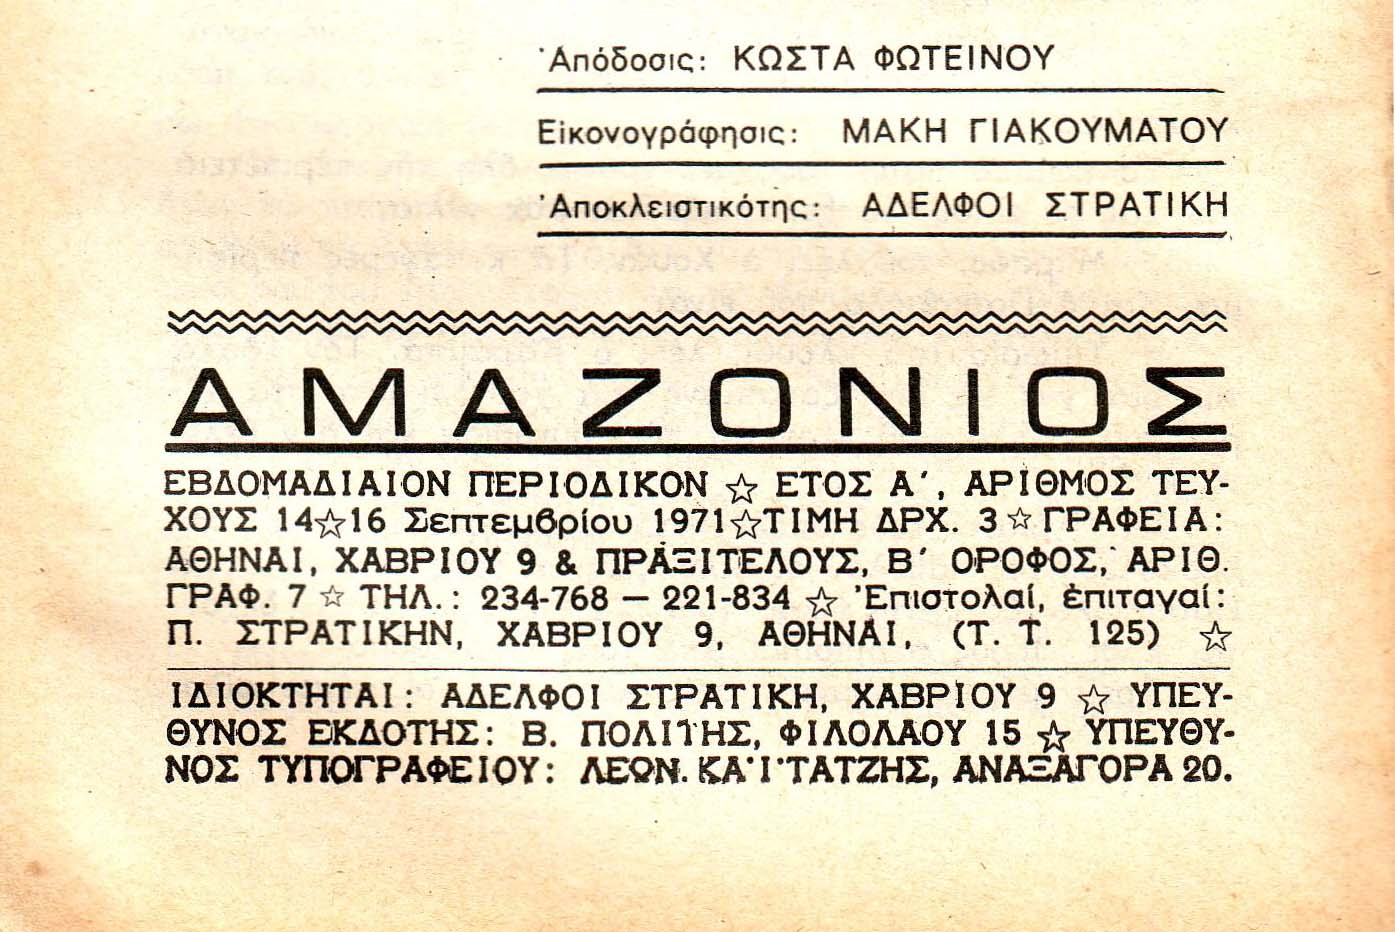 Ἀπόδοσις: ΚΩΣΤΑ ΦΩΤΕΙΝΟΥ
Εἰκονογράφησις: ΜΑΚΗ ΓΙΑΚΟΥΜΑΤΟΥ
Ἀποκλειστικότης: ΑΔΕΛΦΟΙ ΣΤΡΑΤΙΚΗ
ΑΜΑΖΟΝΙΟΣ
ΕΒΔΟΜΑΔΙΑΙΟΝ ΠΕΡΙΟΔΙΚΟΝ ☆ ΕΤΟΣ Α΄, ΑΡΙΘΜΟΣ ΤΕΥ-
ΧΟΥΣ 14☆16 Σεπτεμβρίου 1971☆ΤΙΜΗ ΔΡΧ. 3 ☆ ΓΡΑΦΕΙΑ:
ΑΘΗΝΑΙ, ΧΑΒΡΙΟΥ 9 & ΠΡΑΞΙΤΕΛΟΥΣ, Β΄ ΟΡΟΦΟΣ, ΑΡΙΘ.
ΓΡΑΦ. 7 ☆ ΤΗΛ.: 234-768 — 221-834 ☆ Ἐπιστολαί, ἐπιταγαί:
Π. ΣΤΡΑΤΙΚΗΝ, ΧΑΒΡΙΟΥ 9, ΑΘΗΝΑΙ, (Τ. Τ. 125) ☆
ΙΔΙΟΚΤΗΤΑΙ: ΑΔΕΛΦΟΙ ΣΤΡΑΤΙΚΗ, ΧΑΒΡΙΟΥ 9 ☆ ΥΠΕΥ-
ΘΥΝΟΣ ΕΚΔΟΤΗΣ: Β. ΠΟΛΙΤΗΣ, ΦΙΛΟΛΑΟΥ 15 ☆ ΥΠΕΥΘΥ-
ΝΟΣ ΤΥΠΟΓΡΑΦΕΙΟΥ: ΛΕΩΝ. ΚΑ·Ι·ΤΑΤΖΗΣ, ΑΝΑΞΑΓΟΡΑ 20.